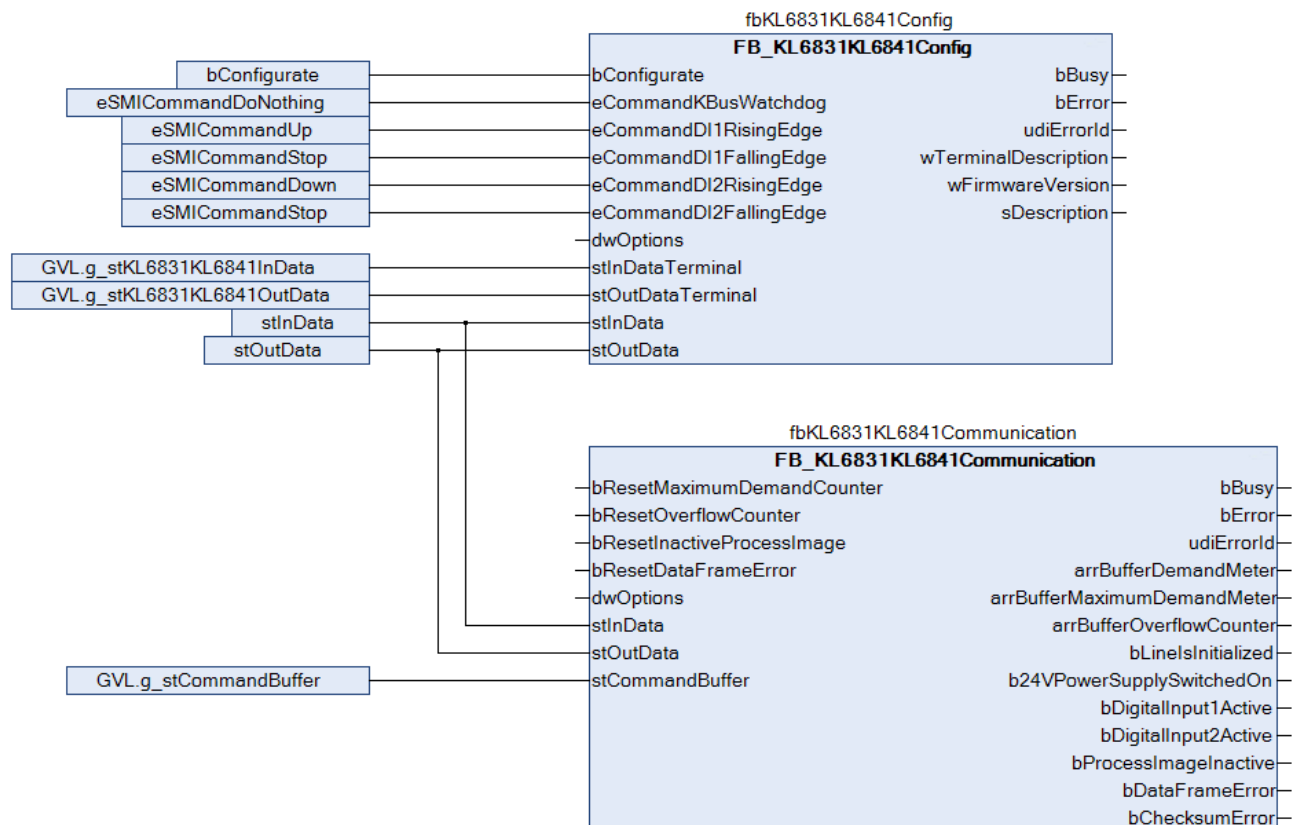 fbKL6831KL6841Config
FB_KL6831KL6841Config
bConfigurate bConfigurate bBusy
eSMICommandDoNothing eCommandKBusWatchdog bError
eSMICommandUp eCommandDI1RisingEdge udiErrorId
eSMICommandStop eCommandDI1FallingEdge wTerminalDescription
eSMICommandDown eCommandDI2RisingEdge wFirmwareVersion
eSMICommandStop eCommandDI2FallingEdge sDescription
dwOptions
GVL.g_stKL6831KL6841InData stInDataTerminal
GVL.g_stKL6831KL6841OutData stOutDataTerminal
stInData stInData
stOutData stOutData
fbKL6831KL6841Communication
FB_KL6831KL6841Communication
bResetMaximumDemandCounter bBusy
bResetOverflowCounter bError
bResetInactiveProcessImage udiErrorId
bResetDataFrameError arrBufferDemandMeter
dwOptions arrBufferMaximumDemandMeter
stInData arrBufferOverflowCounter
stOutData bLineIsInitialized
GVL.g_stCommandBuffer stCommandBuffer b24VPowerSupplySwitchedOn
bDigitalInput1Active
bDigitalInput2Active
bProcessImageInactive
bDataFrameError
bChecksumError